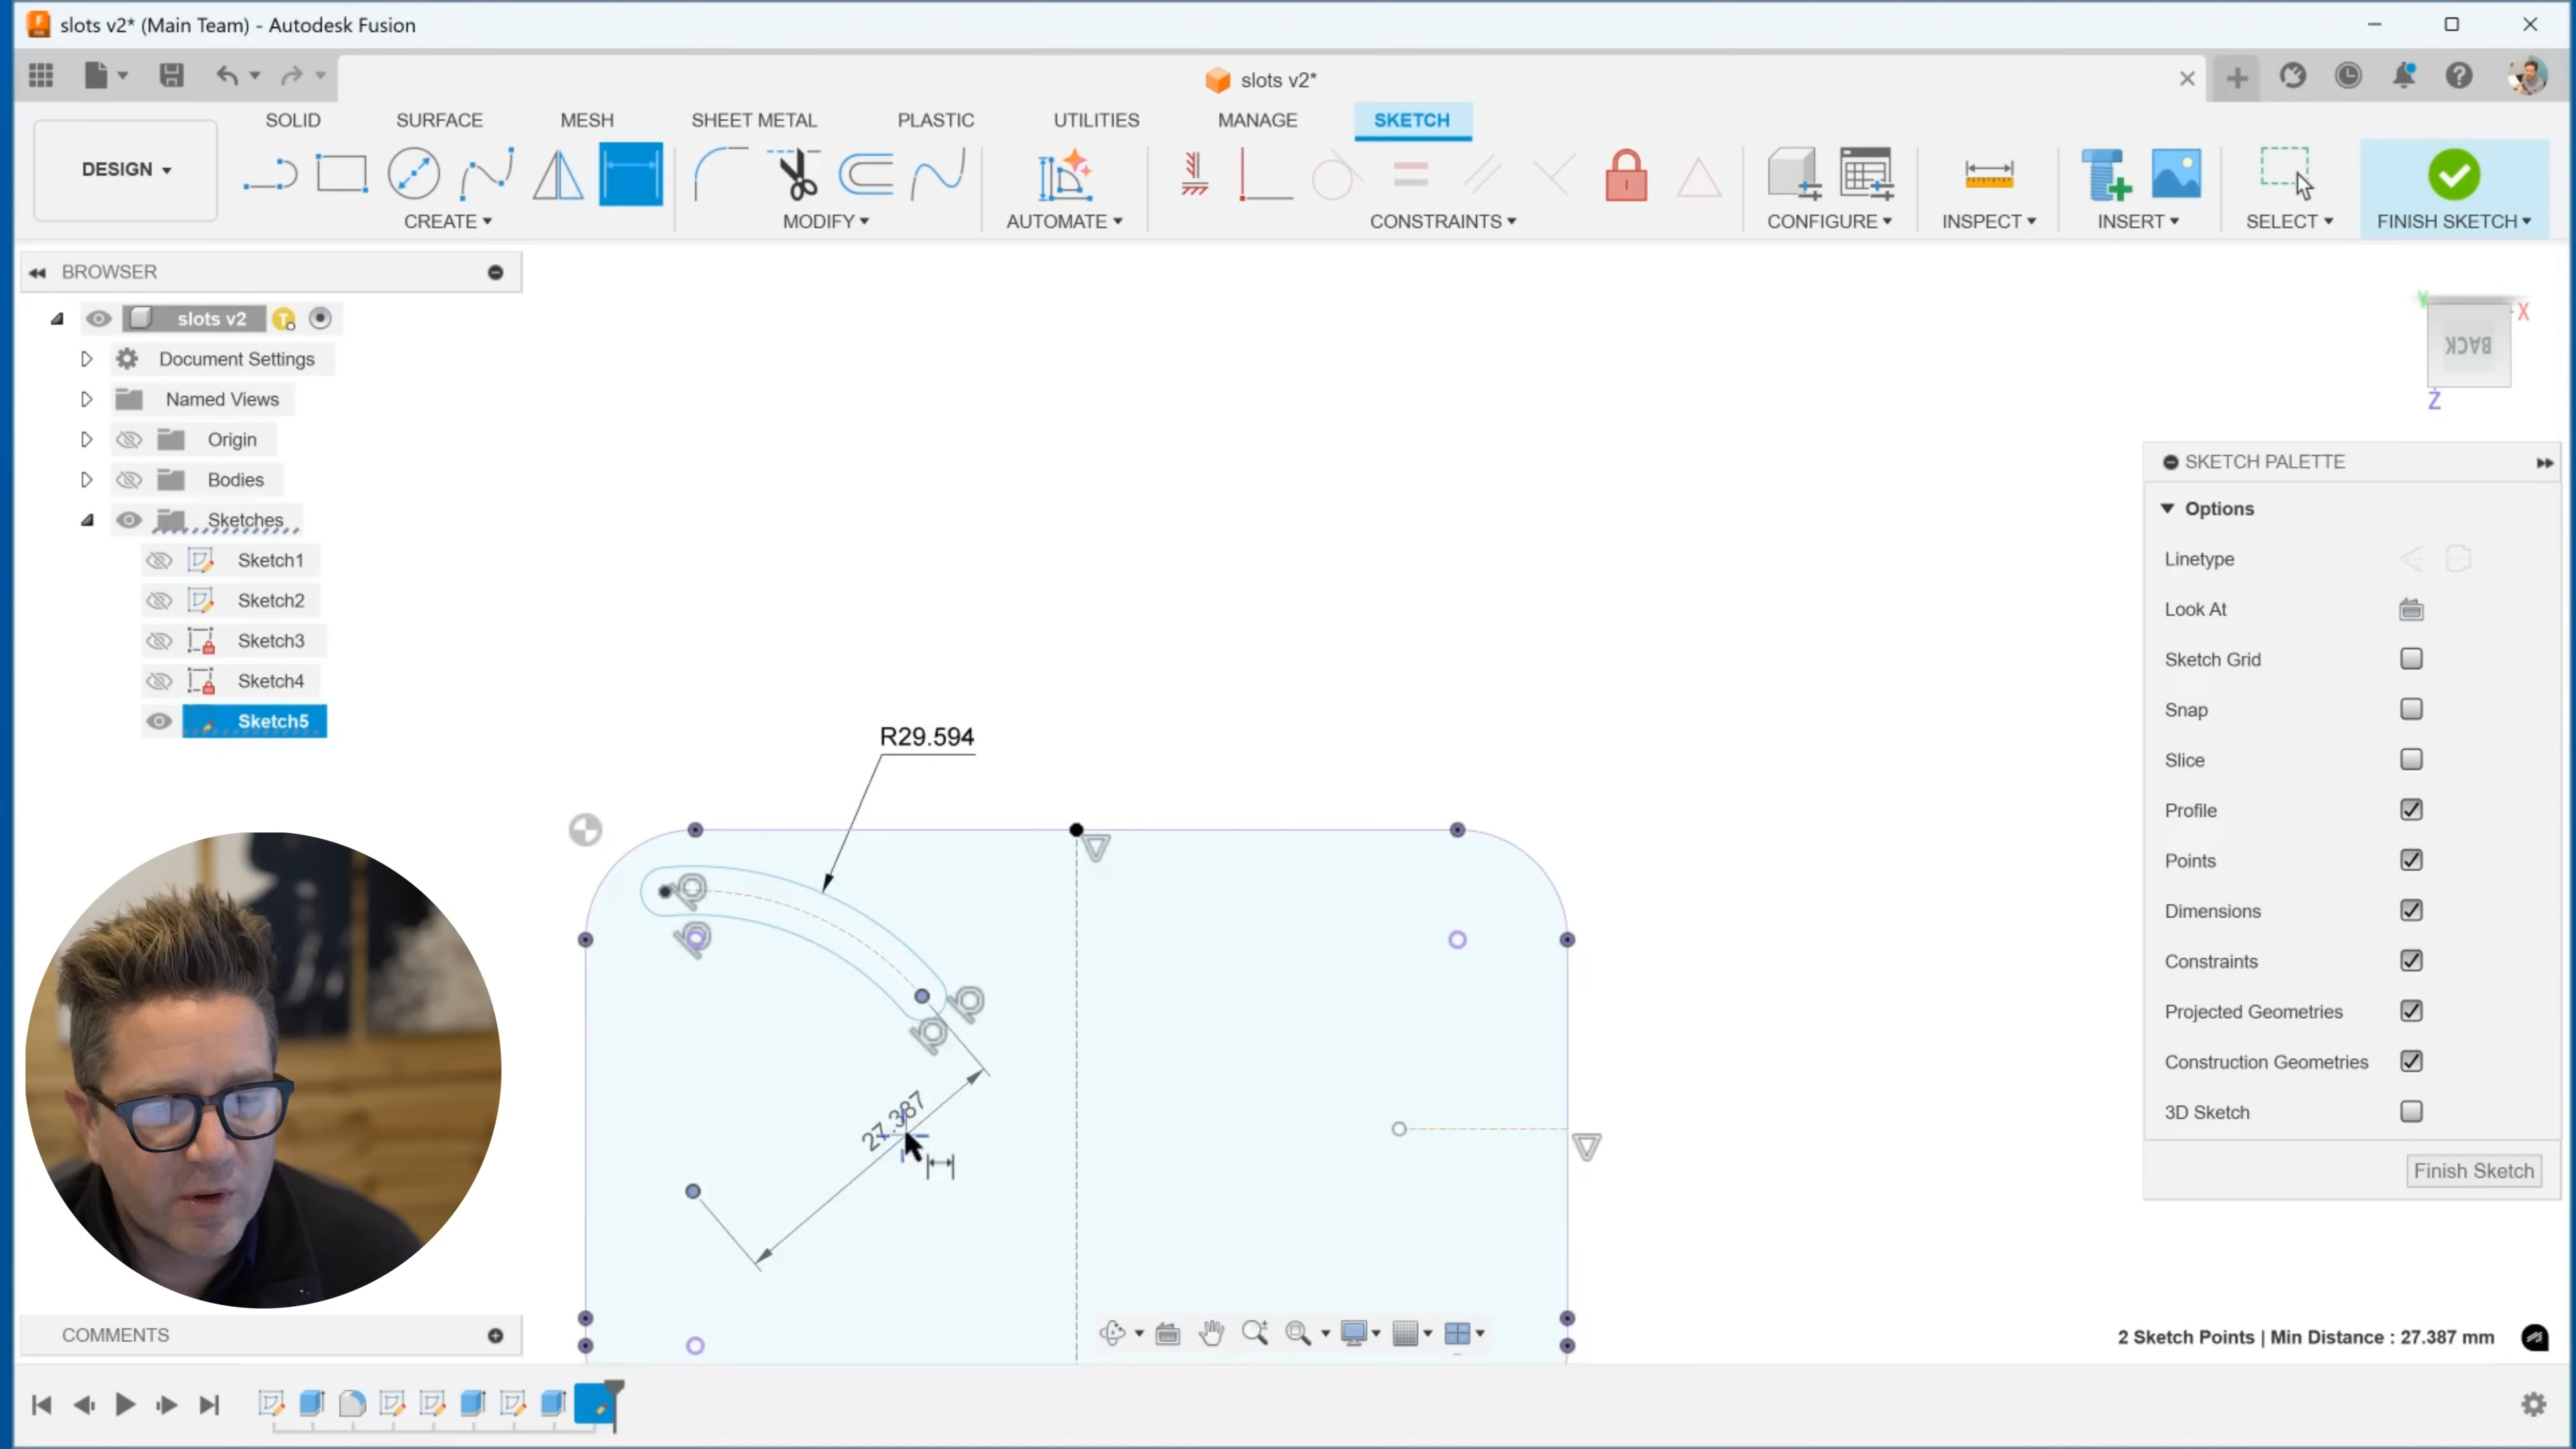 slots v2* (Main Team) - Autodesk Fusion
slots v2*
SOLID
SURFACE
MESH
SHEET METAL
PLASTIC
UTILITIES
MANAGE
SKETCH
DESIGN
CREATE
MODIFY
AUTOMATE
CONSTRAINTS
CONFIGURE
INSPECT
INSERT
SELECT
FINISH SKETCH
BROWSER
slots v2
Document Settings
Named Views
Origin
Bodies
Sketches
Sketch1
Sketch2
Sketch3
Sketch4
Sketch5
Y
X
BACK
Z
SKETCH PALETTE
Options
Linetype
Look At
Sketch Grid
Snap
Slice
Profile
Points
Dimensions
Constraints
Projected Geometries
Construction Geometries
3D Sketch
Finish Sketch
R29.594
27.387
COMMENTS
2 Sketch Points | Min Distance : 27.387 mm